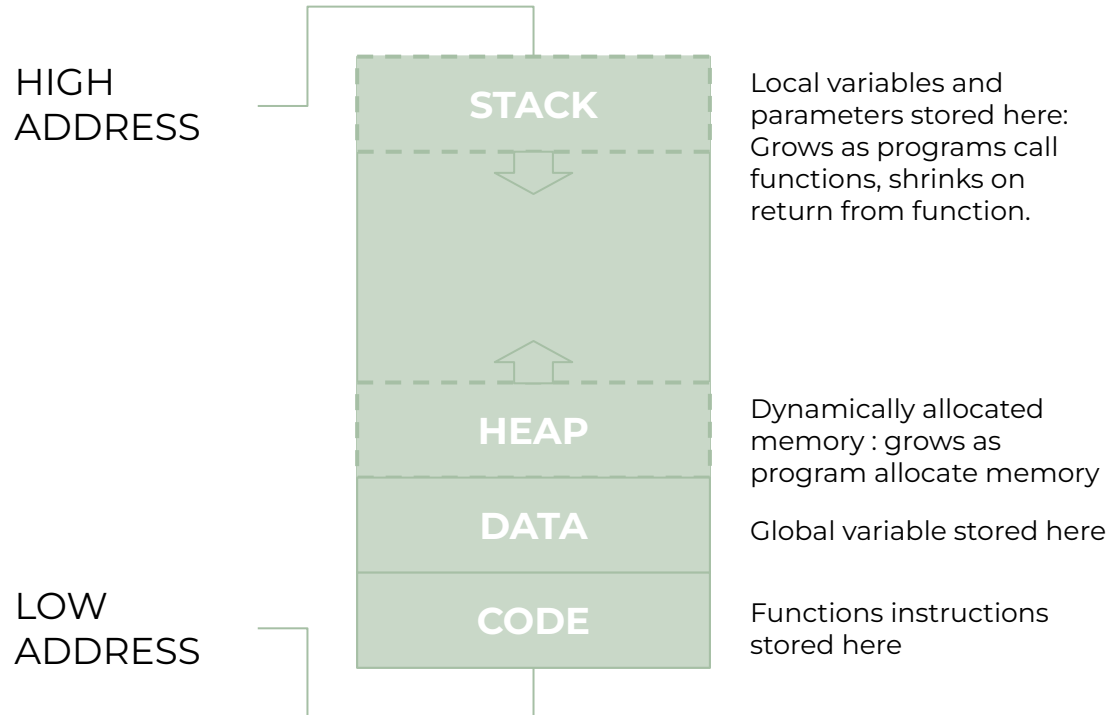 HIGH
ADDRESS
STACK
Local variables and
parameters stored here:
Grows as programs call
functions, shrinks on
return from function.
HEAP
Dynamically allocated
memory : grows as
program allocate memory
DATA
Global variable stored here
LOW
ADDRESS
CODE
Functions instructions
stored here